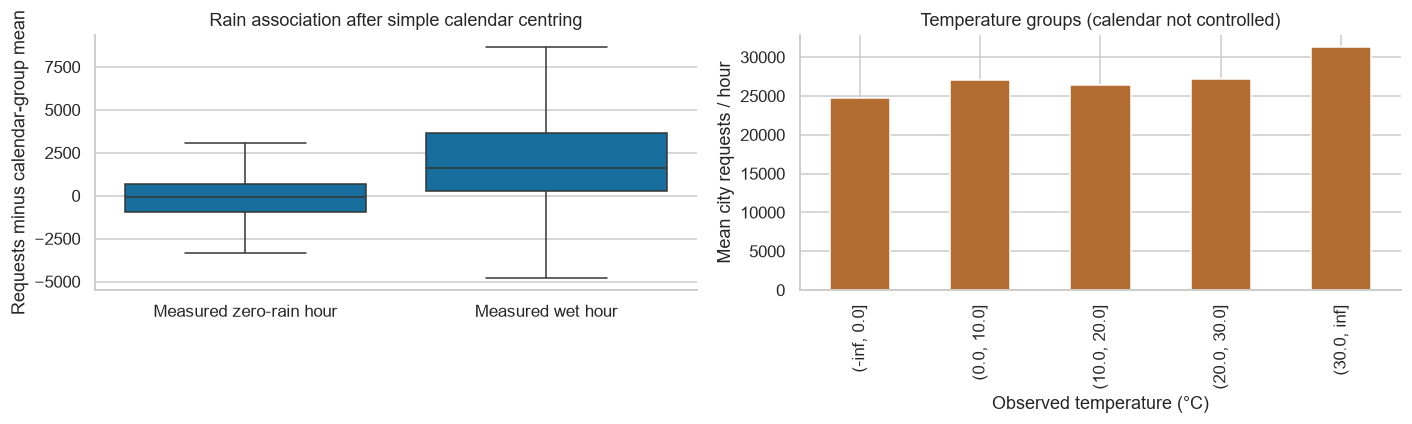 Rain association after simple calendar centring
Requests minus calendar-group mean
7500
5000
2500
0
−2500
−5000
Measured zero-rain hour
Measured wet hour
Temperature groups (calendar not controlled)
Mean city requests / hour
30000
25000
20000
15000
10000
5000
0
(-inf, 0.0]
(0.0, 10.0]
(10.0, 20.0]
(20.0, 30.0]
(30.0, inf]
Observed temperature (°C)